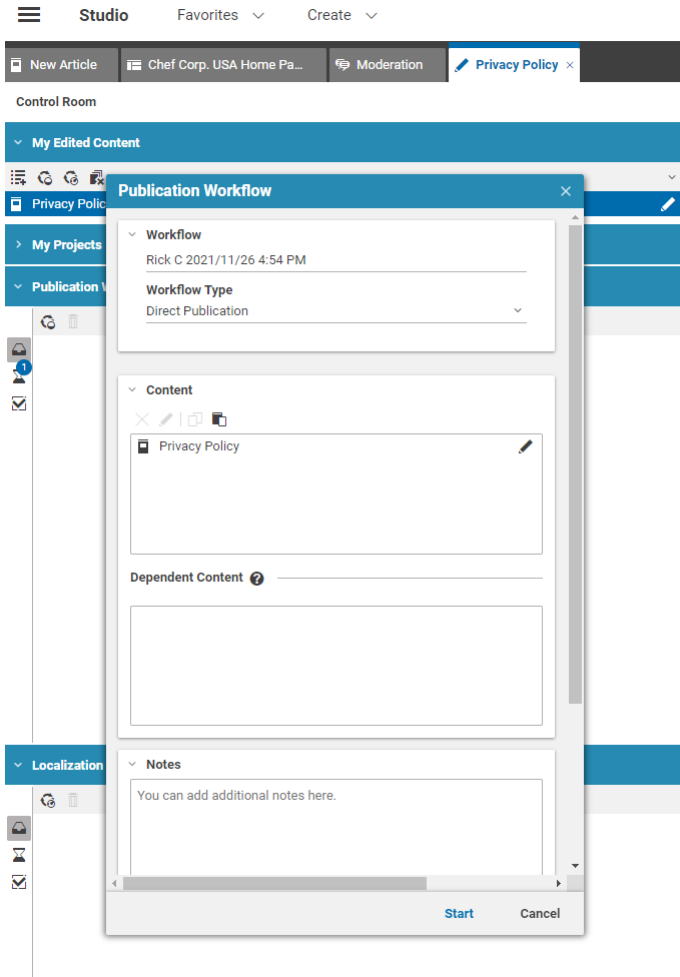 Studio Favorites Create
New Article Chef Corp. USA Home Pa... Moderation Privacy Policy ×
Control Room
My Edited Content
Privacy Polic
My Projects
Publication
1
Localization
Publication Workflow ×
Workflow
Rick C 2021/11/26 4:54 PM
Workflow Type
Direct Publication
Content
Privacy Policy
Dependent Content ?
Notes
You can add additional notes here.
Start Cancel